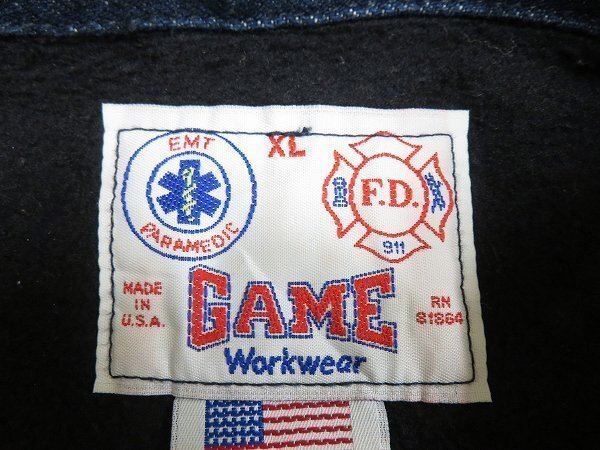 EMT
PARAMEDIC
XL
F.D.
911
MADE
IN
U.S.A.
GAME
Workwear
RN
81864